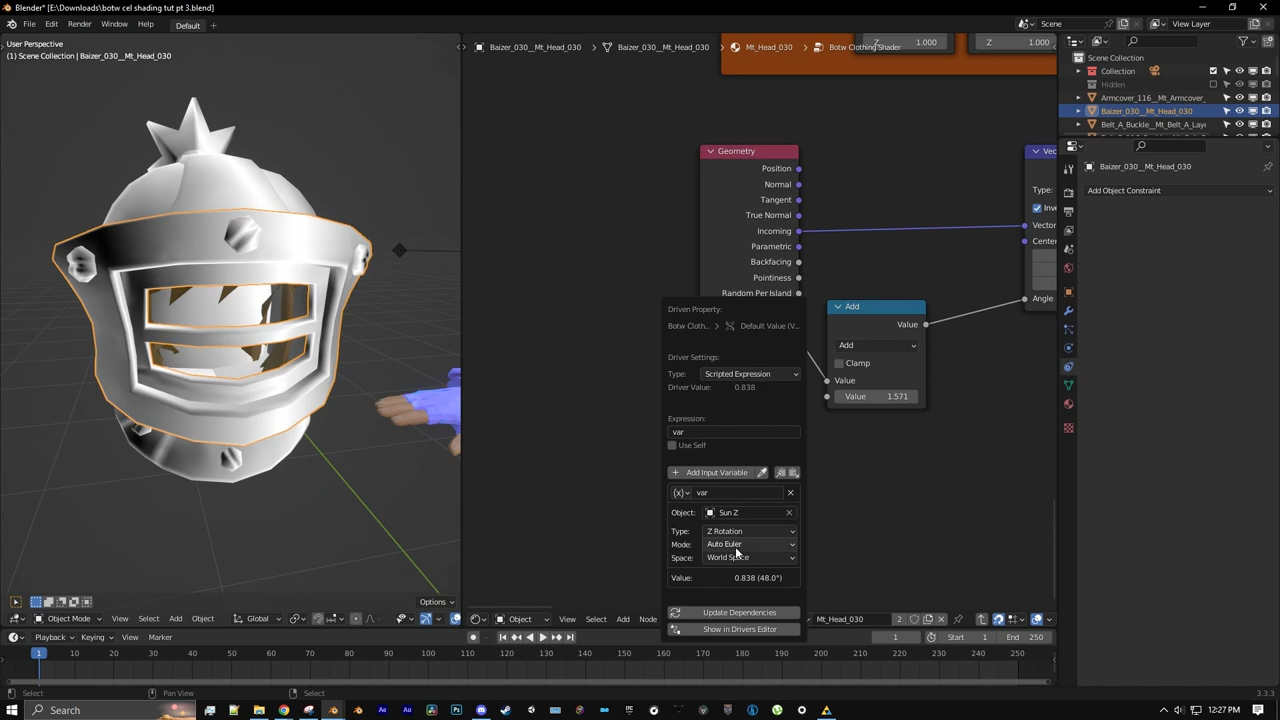 Blender* [E:\Downloads\botw cel shading tut pt 3.blend]
File Edit Render Window Help Default Scene View Layer
User Perspective
(1) Scene Collection | Baizer_030__Mt_Head_030
Baizer_030__Mt_Head_030 Baizer_030__Mt_Head_030 Mt_Head_030 Botw Clothing Shader
Z 1.000 Z 1.000
Scene Collection
Collection
Hidden
Armcover_116__Mt_Armcover_
Baizer_030__Mt_Head_030
Belt_A_Buckle__Mt_Belt_A_Laye
Baizer_030__Mt_Head_030
Add Object Constraint
Geometry
Position
Normal
Tangent
True Normal
Incoming
Parametric
Backfacing
Pointiness
Random Per Island
Vec
Type:
Inve
Vector
Center
Angle
Add
Value
Add
Clamp
Value
Value 1.571
Driven Property:
Botw Cloth... Default Value (V...
Driver Settings:
Type: Scripted Expression
Driver Value: 0.838
Expression:
var
Use Self
Add Input Variable
(x) var
Object: Sun Z
Type: Z Rotation
Mode: Auto Euler
Space: World Space
Value: 0.838 (48.0°)
Update Dependencies
Show in Drivers Editor
Options
Object Mode View Select Add Object
Object View Select Add Node Mt_Head_030 2
Playback Keying View Marker 1 Start 1 End 250
1 10 20 30 40 50 60 70 80 90 100 110 120 130 140 150 160 170 180 190 200 210 220 230 240 250
Select Pan View Select 3.3.3
Search 12:27 PM